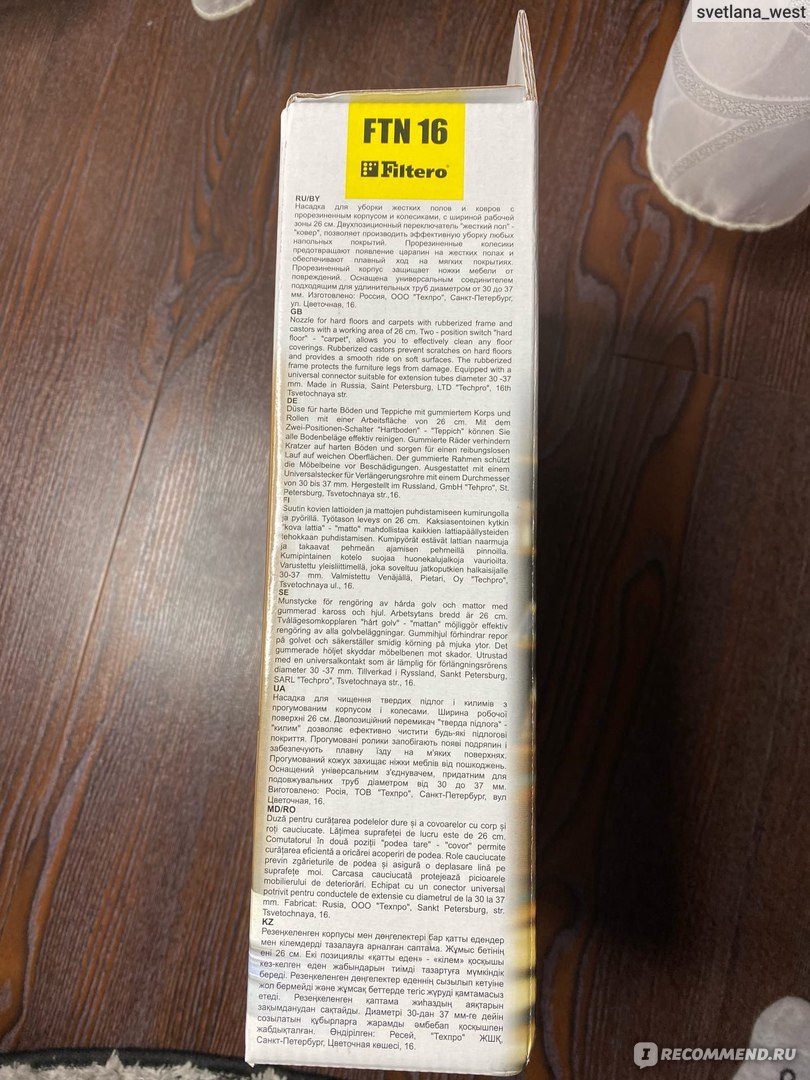 svetlana_west
FTN 16
Filtero
RU/BY
Насадка для уборки жестких полов и ковров с
прорезиненным корпусом и колесиками, с шириной рабочей
зоны 26 см. Двухпозиционный переключатель "жесткий пол" -
"ковер", позволяет производить эффективную уборку любых
напольных покрытий. Прорезиненные колесики
предотвращают появление царапин на жестких полах и
обеспечивают плавный ход на мягких покрытиях.
Прорезиненный корпус защищает ножки мебели от
повреждений. Оснащена универсальным соединителем
подходящим для удлинительных труб диаметром от 30 до 37
мм. Изготовлено: Россия, ООО "Техпро", Санкт-Петербург,
ул. Цветочная, 16.
GB
Nozzle for hard floors and carpets with rubberized frame and
castors with a working area of 26 cm. Two - position switch "hard
floor" - "carpet", allows you to effectively clean any floor
coverings. Rubberized castors prevent scratches on hard floors
and provides a smooth ride on soft surfaces. The rubberized
frame protects the furniture legs from damage. Equipped with a
universal connector suitable for extension tubes diameter 30 -37
mm. Made in Russia, Saint Petersburg, LTD "Techpro", 16th
Tsvetochnaya str.
DE
Düse für harte Böden und Teppiche mit gummiertem Korps und
Rollen mit einer Arbeitsfläche von 26 cm. Mit dem
Zwei-Positionen-Schalter "Hartboden" - "Teppich" können Sie
alle Bodenbeläge effektiv reinigen. Gummierte Räder verhindern
Kratzer auf harten Böden und sorgen für einen reibungslosen
Lauf auf weichen Oberflächen. Der gummierte Rahmen schützt
die Möbelbeine vor Beschädigungen. Ausgestattet mit einem
Universalstecker für Verlängerungsrohre mit einem Durchmesser
von 30 bis 37 mm. Hergestellt im Russland, GmbH "Tehpro", St.
Petersburg, Tsvetochnaya str.,16.
FI
Suutin kovien lattioiden ja mattojen puhdistamiseen kumirungolla
ja pyörillä. Työtason leveys on 26 cm. Kaksiasentoinen kytkin
"kova lattia" - "matto" mahdollistaa kaikkien lattiapäällysteiden
tehokkaan puhdistamisen. Kumipyörät estävät lattian naarmuja
ja takaavat pehmeän ajamisen pehmeillä pinnoilla.
Kumipintainen kotelo suojaa huonekalujalkoja vaurioilta.
Varustettu yleisliittimellä, joka soveltuu jatkoputkien halkaisijalle
30-37 mm. Valmistettu Venäjällä, Pietari, Oy "Techpro",
Tsvetochnaya ul., 16.
SE
Munstycke för rengöring av hårda golv och mattor med
gummerad kaross och hjul. Arbetsytans bredd är 26 cm.
Tvålägesomkopplaren "hårt golv" - "mattan" möjliggör effektiv
rengöring av alla golvbeläggningar. Gummihjul förhindrar repor
på golvet och säkerställer smidig körning på mjuka ytor. Det
gummerade höljet skyddar möbelbenen mot skador. Utrustad
med en universalkontakt som är lämplig för förlängningsrörens
diameter 30 -37 mm. Tillverkad i Ryssland, Sankt Petersburg,
SARL "Techpro", Tsvetochnaya str., 16.
UA
Насадка для чищення твердих підлог і килимів з
прогумованим корпусом і колесами. Ширина робочої
поверхні 26 см. Двопозиційний перемикач "тверда підлога" -
"килим" дозволяє ефективно чистити будь-які підлогові
покриття. Прогумовані ролики запобігають появі подряпин і
забезпечують плавну їзду на м'яких поверхнях.
Прогумований кожух захищає ніжки меблів від пошкоджень.
Оснащений універсальним з'єднувачем, придатним для
подовжувальних труб діаметром від 30 до 37 мм.
Виготовлено: Росія, ТОВ "Техпро", Санкт-Петербург, вул
Цветочная, 16.
MD/RO
Duză pentru curățarea podelelor dure și a covoarelor cu corp și
roți cauciucate. Lățimea suprafeței de lucru este de 26 cm.
Comutatorul în două poziții "podea tare" - "covor" permite
curățarea eficientă a oricărei acoperiri de podea. Role cauciucate
previn zgârieturile de podea și asigură o deplasare lină pe
suprafețe moi. Carcasa cauciucată protejează picioarele
mobilierului de deteriorări. Echipat cu un conector universal
potrivit pentru conductele de extensie cu diametrul de la 30 la 37
mm. Fabricat: Rusia, ООО "Техпро", Sankt Petersburg, str.
Tsvetochnaya, 16.
KZ
Резеңкеленген корпусы мен дөңгелектері бар қатты едендер
мен кілемдерді тазалауға арналған саптама. Жұмыс бетінің
ені 26 см. Екі позициялы «қатты еден» - «кілем» қосқышы
кез-келген еден жабындарын тиімді тазартуға мүмкіндік
береді. Резеңкеленген дөңгелектер еденнің сызылып кетуіне
жол бермейді және жұмсақ беттерде тегіс жүруді қамтамасыз
етеді. Резеңкеленген қаптама жиһаздың аяқтарын
зақымданудан сақтайды. Диаметрі 30-дан 37 мм-ге дейін
созылатын құбырларға жарамды әмбебап қосқышпен
жабдықталған. Өндірілген: Ресей, "Техпро" ЖШҚ,
Санкт-Петербург, Цветочная көшесі, 16.
I RECOMMEND.RU